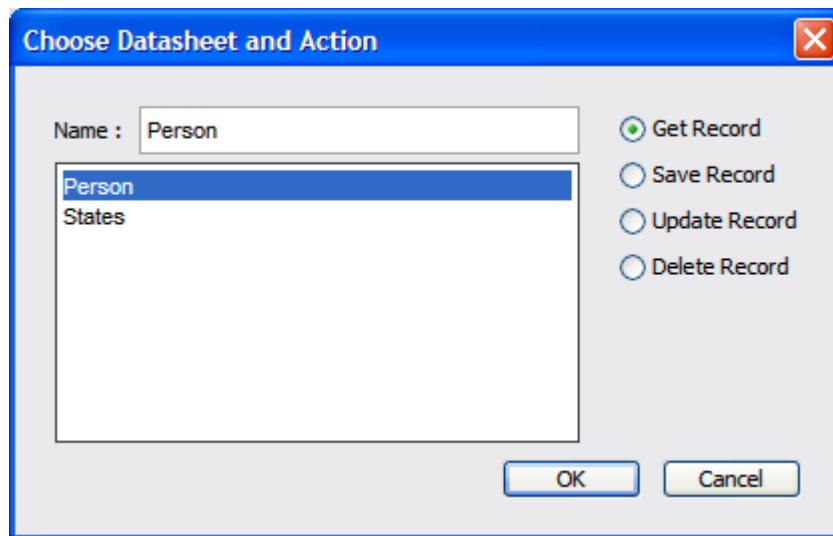 Choose Datasheet and Action
Name : Person
Person
States
Get Record
Save Record
Update Record
Delete Record
OK Cancel